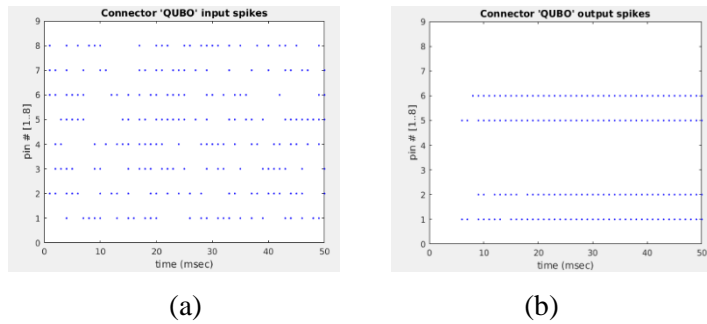 Connector 'QUBO' input spikes
9
8
7
6
5
4
3
2
1
0
pin # [1..8]
0 10 20 30 40 50
time (msec)
(a)
Connector 'QUBO' output spikes
9
8
7
6
5
4
3
2
1
0
pin # [1..8]
0 10 20 30 40 50
time (msec)
(b)